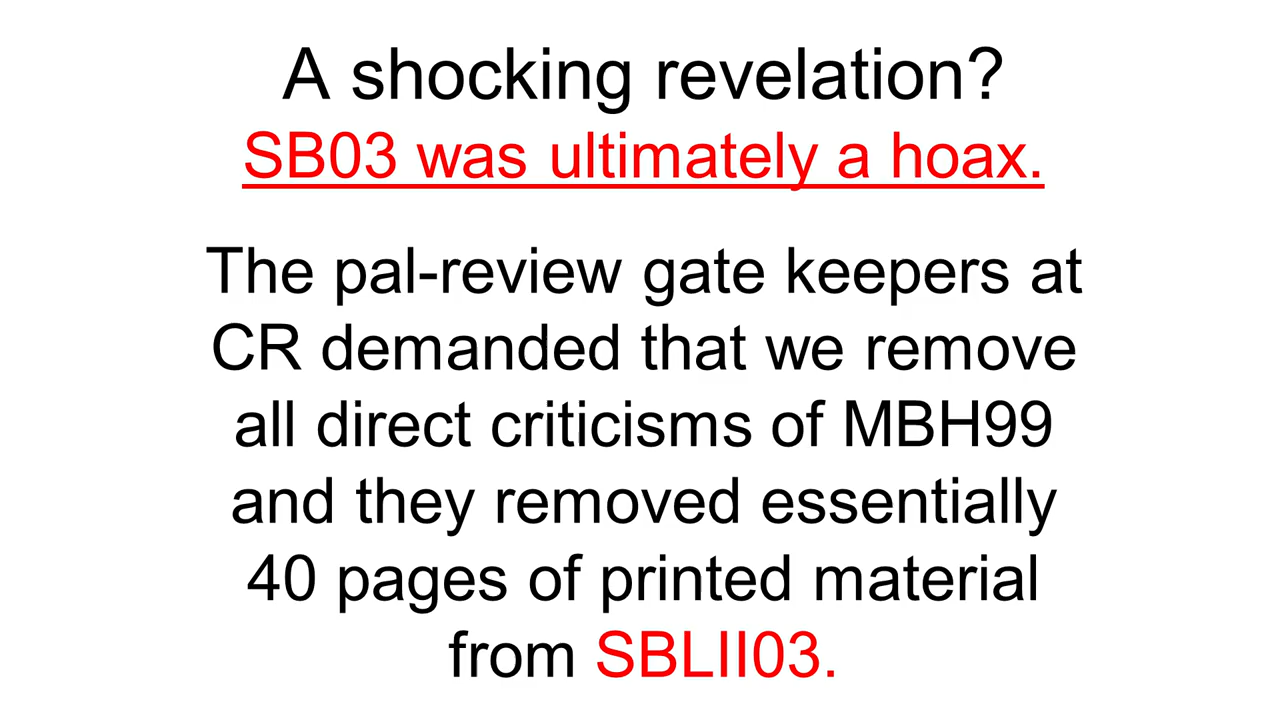 A shocking revelation?
SB03 was ultimately a hoax.
The pal-review gate keepers at
CR demanded that we remove
all direct criticisms of MBH99
and they removed essentially
40 pages of printed material
from SBLII03.